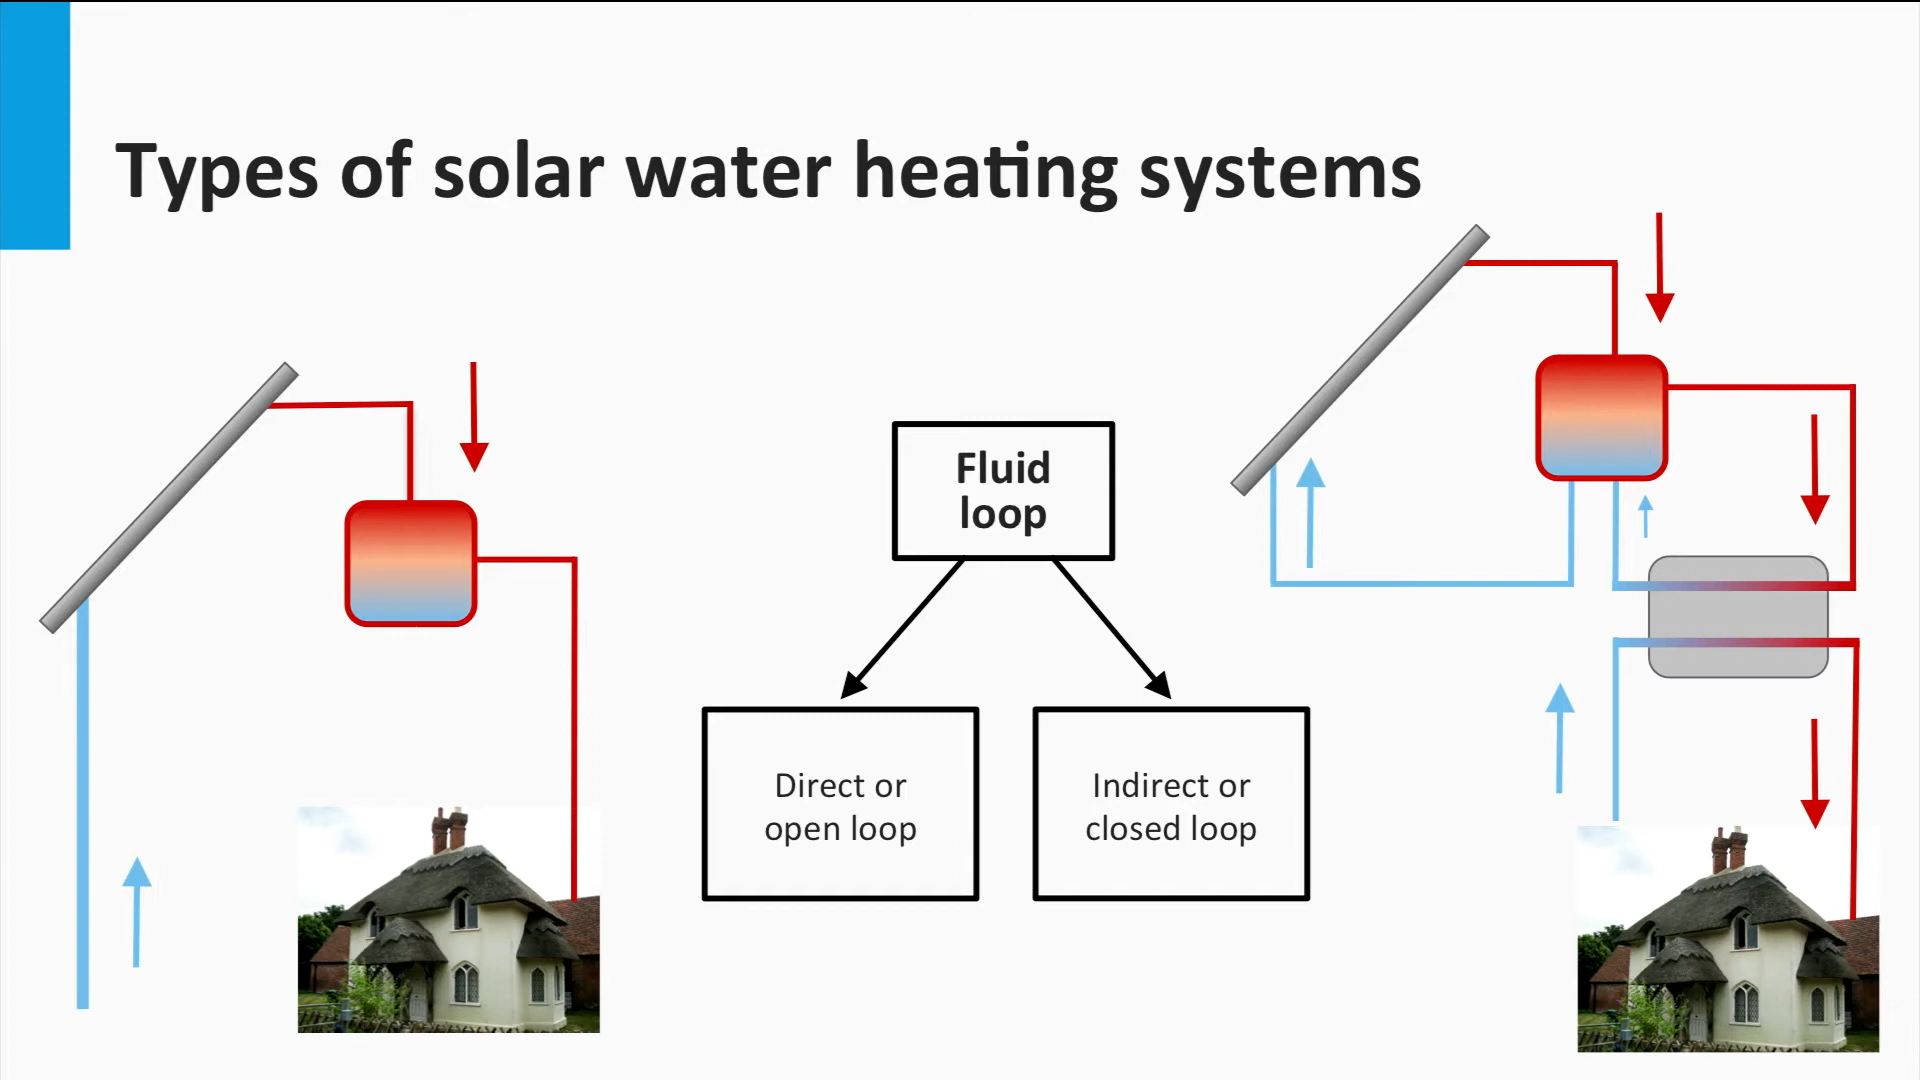 Types of solar water heating systems
Fluid
loop
Direct or
open loop
Indirect or
closed loop